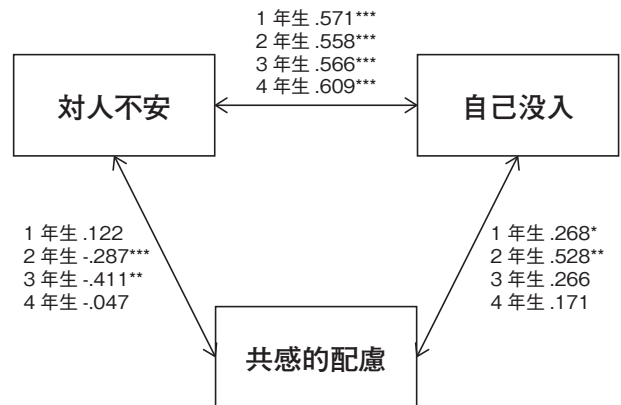 1 年生 .571***
2 年生 .558***
3 年生 .566***
4 年生 .609***
対人不安
自己没入
1 年生 .122
2 年生 -.287***
3 年生 -.411**
4 年生 -.047
1 年生 .268*
2 年生 .528**
3 年生 .266
4 年生 .171
共感的配慮